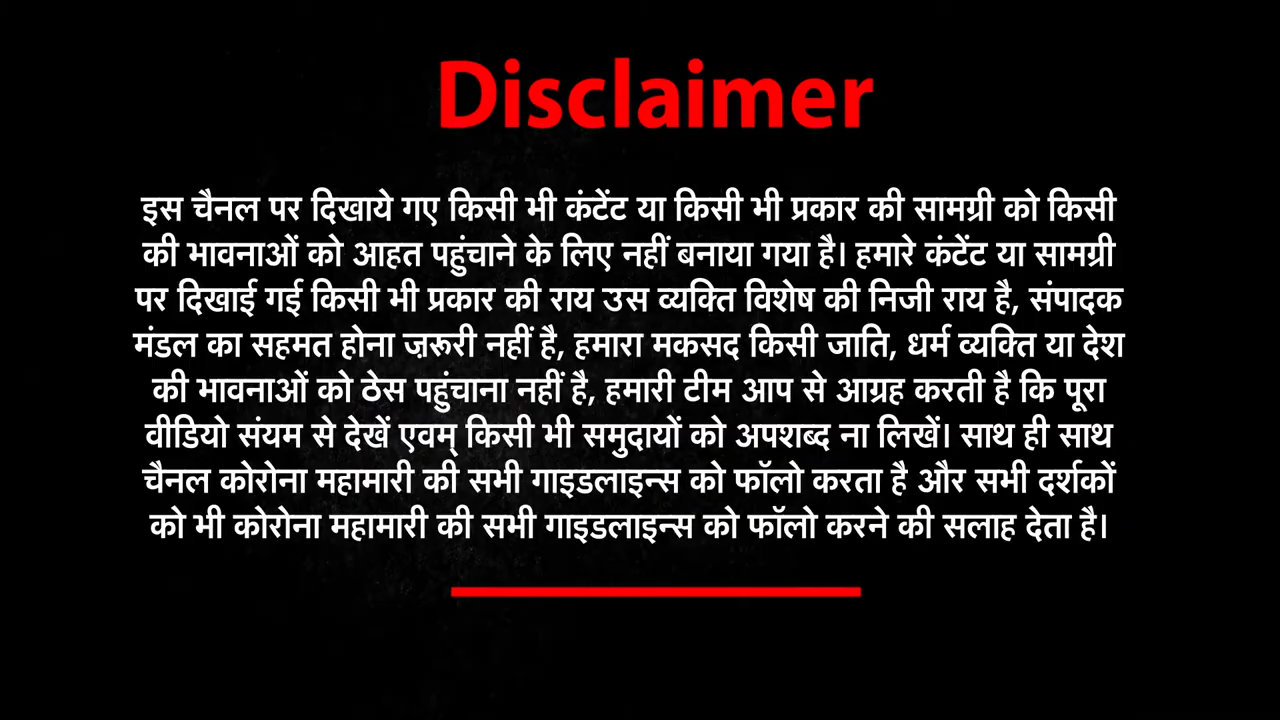 Disclaimer
इस चैनल पर दिखाये गए किसी भी कंटेंट या किसी भी प्रकार की सामग्री को किसी
की भावनाओं को आहत पहुंचाने के लिए नहीं बनाया गया है। हमारे कंटेंट या सामग्री
पर दिखाई गई किसी भी प्रकार की राय उस व्यक्ति विशेष की निजी राय है, संपादक
मंडल का सहमत होना ज़रूरी नहीं है, हमारा मकसद किसी जाति, धर्म व्यक्ति या देश
की भावनाओं को ठेस पहुंचाना नहीं है, हमारी टीम आप से आग्रह करती है कि पूरा
वीडियो संयम से देखें एवम् किसी भी समुदायों को अपशब्द ना लिखें। साथ ही साथ
चैनल कोरोना महामारी की सभी गाइडलाइन्स को फॉलो करता है और सभी दर्शकों
को भी कोरोना महामारी की सभी गाइडलाइन्स को फॉलो करने की सलाह देता है।